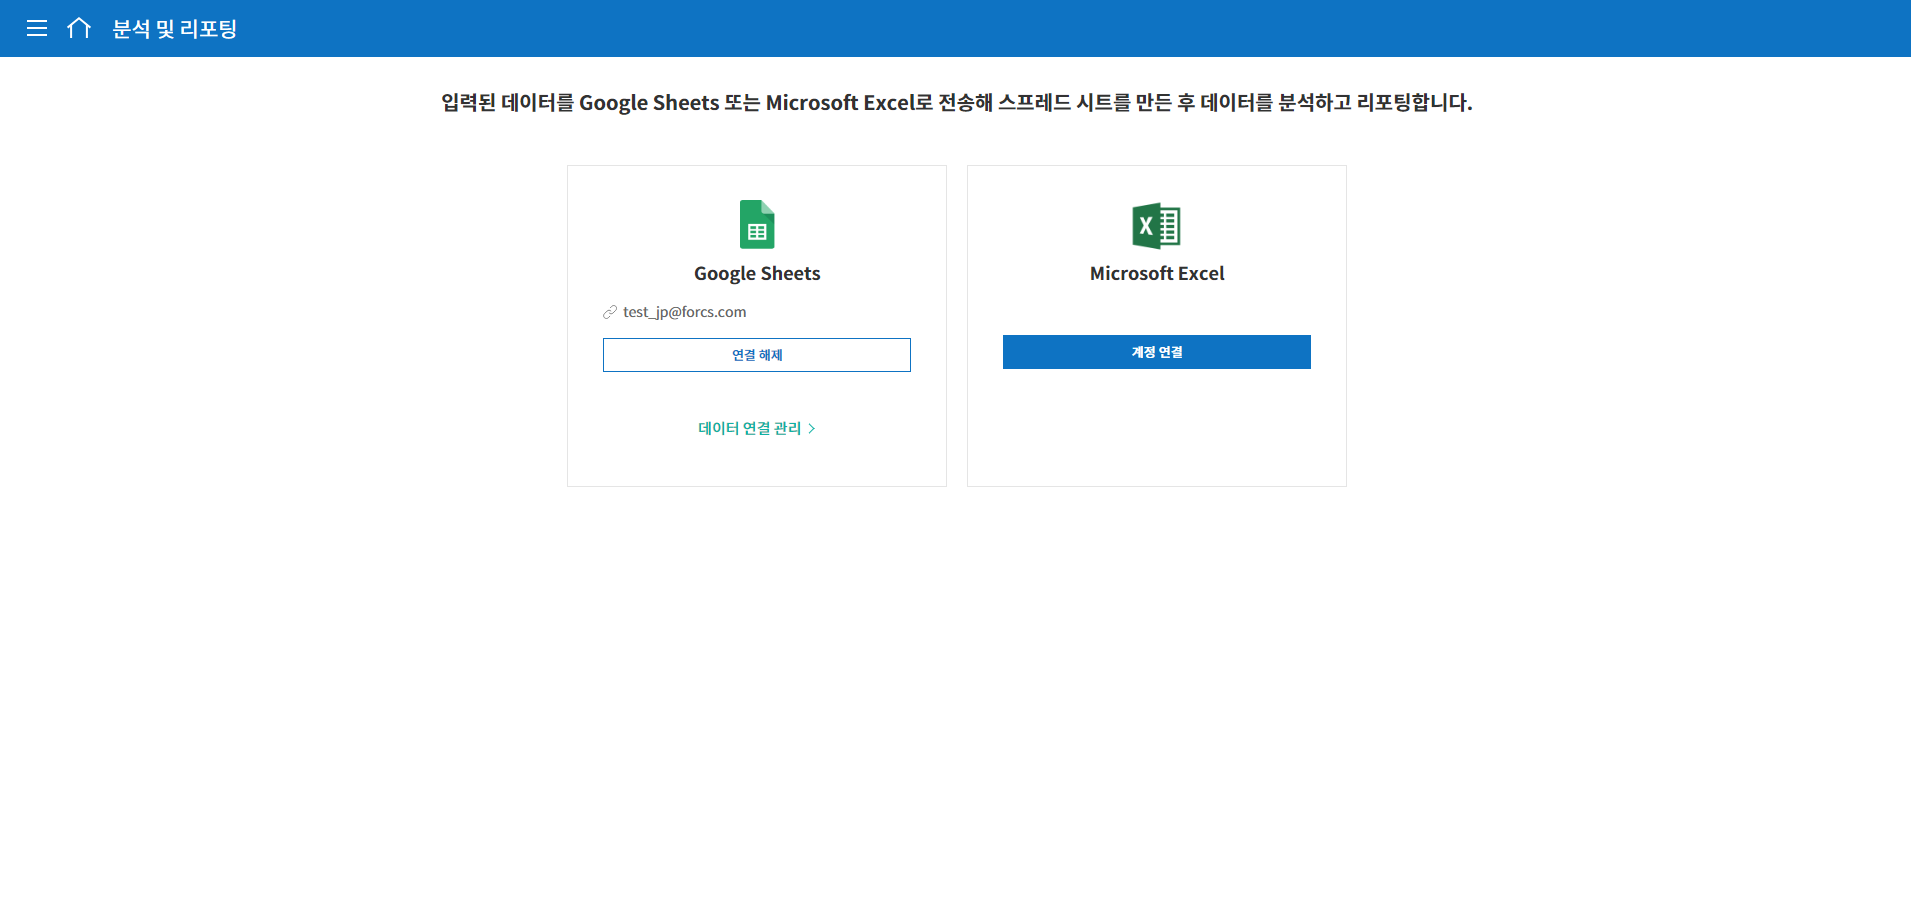 분석 및 리포팅
입력된 데이터를 Google Sheets 또는 Microsoft Excel로 전송해 스프레드 시트를 만든 후 데이터를 분석하고 리포팅합니다.
Google Sheets
test_jp@forcs.com
연결 해제
데이터 연결 관리
X
Microsoft Excel
계정 연결